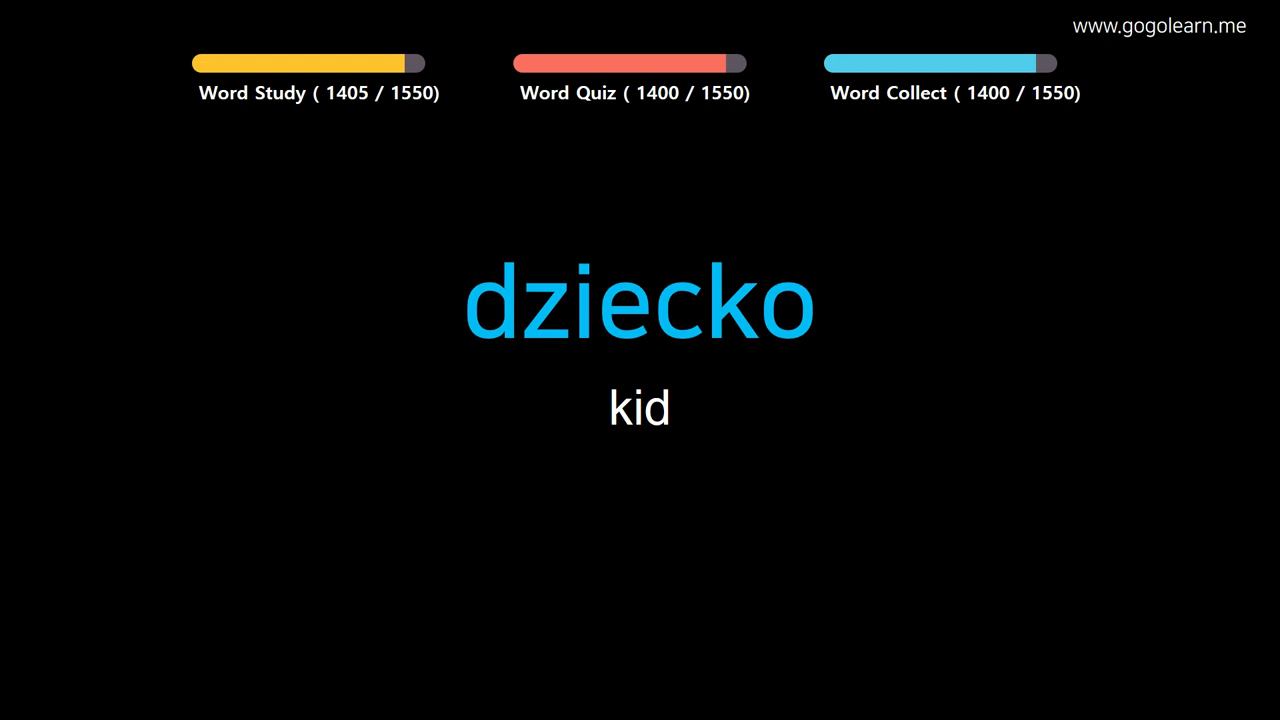 www.gogolearn.me
Word Study ( 1405 / 1550)
Word Quiz ( 1400 / 1550)
Word Collect ( 1400 / 1550)
dziecko
kid